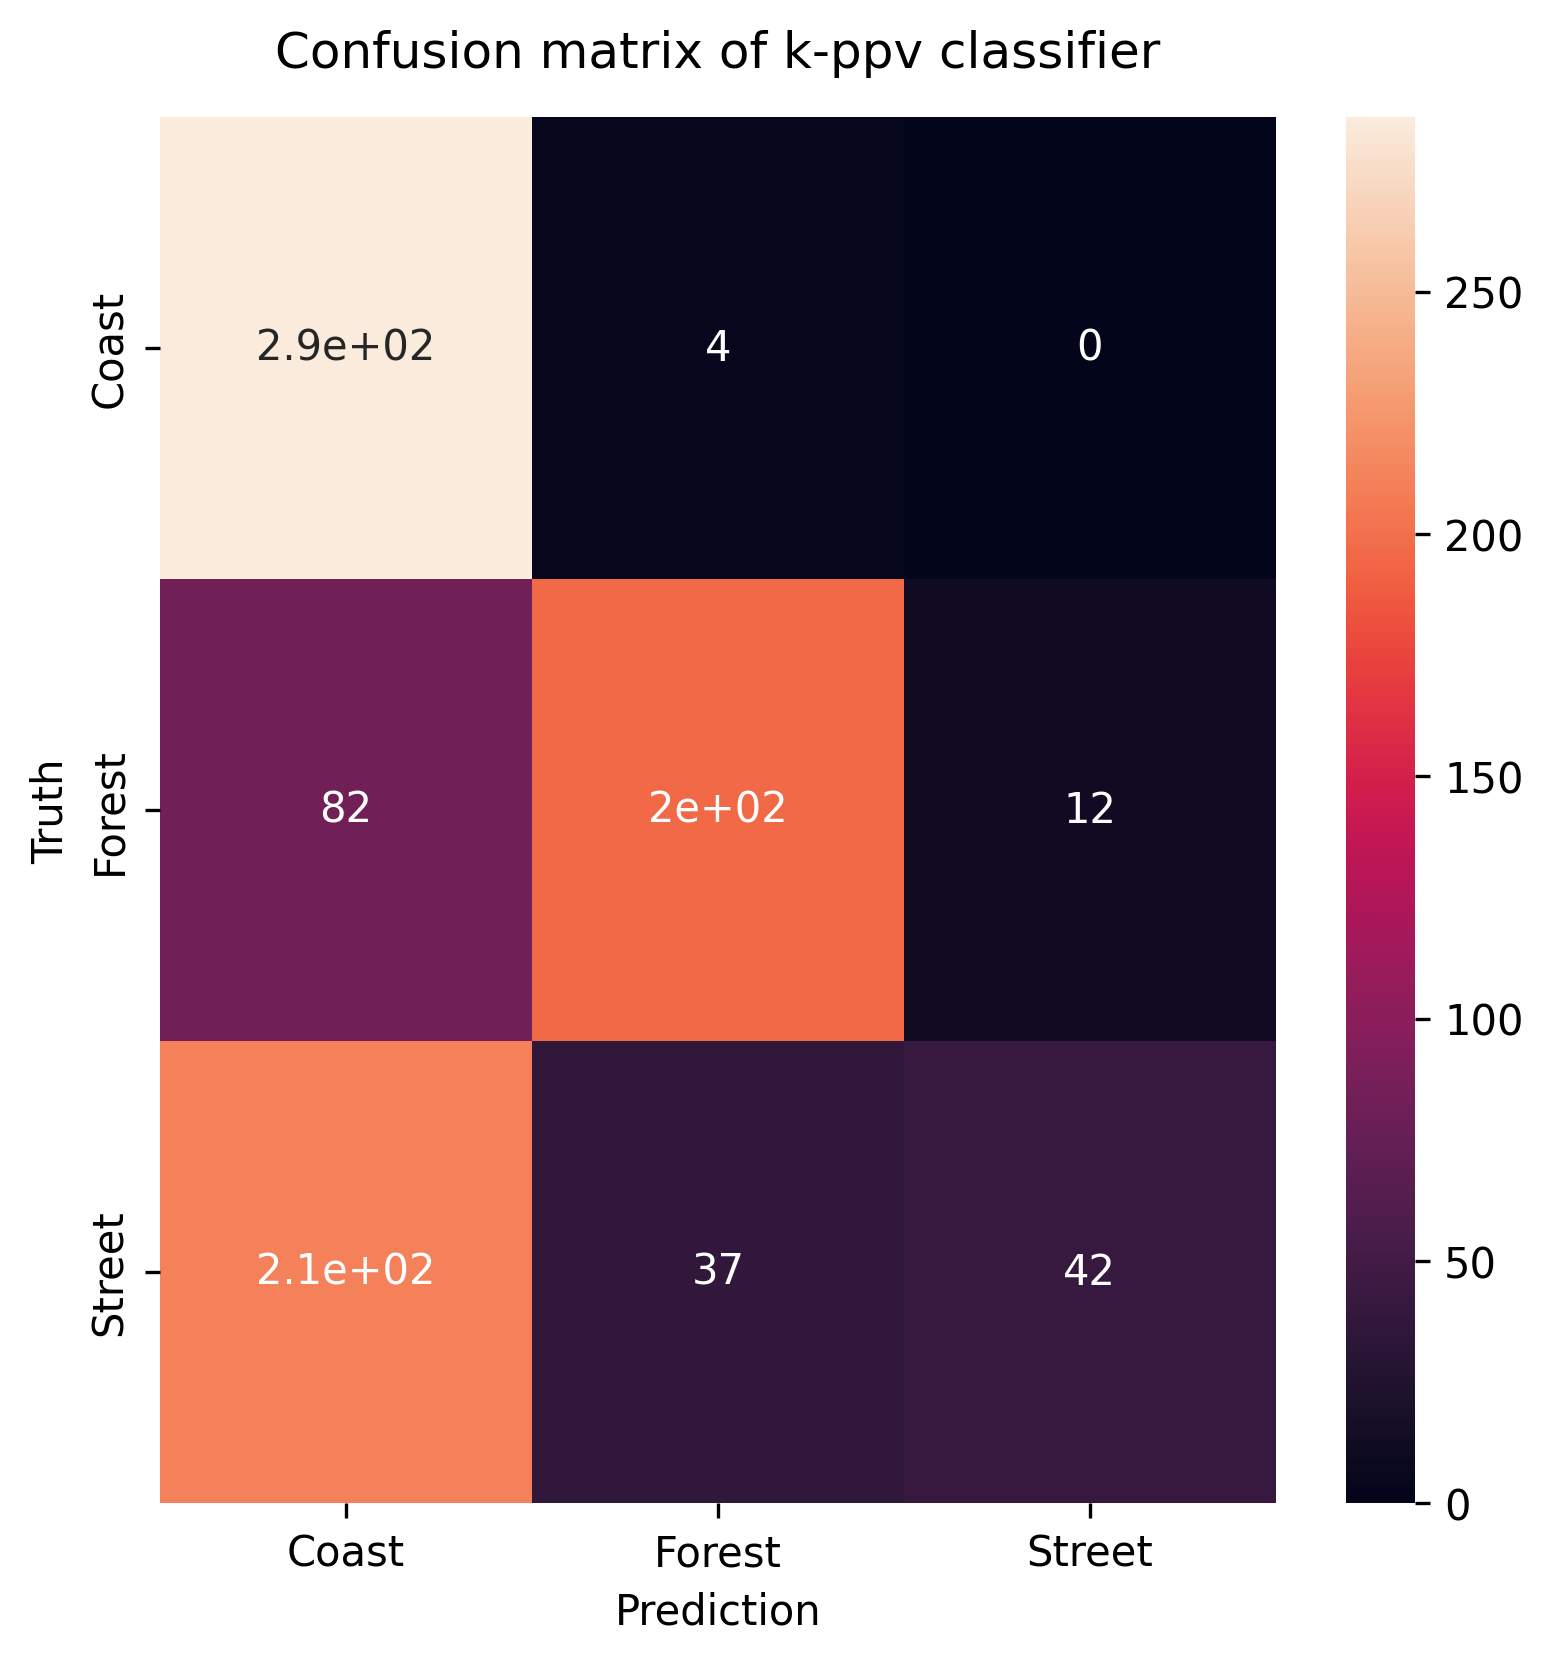 Confusion matrix of k-ppv classifier
Truth
Coast
2.9e+02 4 0
Forest
82 2e+02 12
Street
2.1e+02 37 42
Coast Forest Street
Prediction
250
200
150
100
50
0